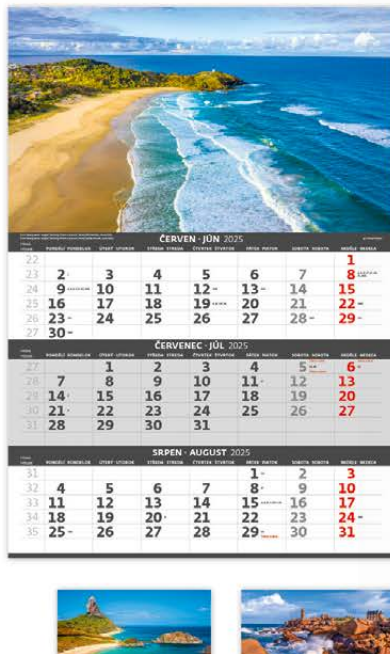 ČERVEN · JÚN 2025
TÝDEN PONDĚLÍ PONDELOK ÚTERÝ UTOROK STŘEDA STREDA ČTVRTEK ŠTVRTOK PÁTEK PIATOK SOBOTA SOBOTA NEDĚLE NEDEĽA
22 1
23 2 3 4 5 6 7 8
24 9 10 11 12 13 14 15
25 16 17 18 19 20 21 22
26 23 24 25 26 27 28 29
27 30
ČERVENEC · JÚL 2025
PONDĚLÍ PONDELOK ÚTERÝ UTOROK STŘEDA STREDA ČTVRTEK ŠTVRTOK PÁTEK PIATOK SOBOTA SOBOTA NEDĚLE NEDEĽA
27 1 2 3 4 5 6
28 7 8 9 10 11 12 13
29 14 15 16 17 18 19 20
30 21 22 23 24 25 26 27
31 28 29 30 31
SRPEN · AUGUST 2025
PONDĚLÍ PONDELOK ÚTERÝ UTOROK STŘEDA STREDA ČTVRTEK ŠTVRTOK PÁTEK PIATOK SOBOTA SOBOTA NEDĚLE NEDEĽA
31 1 2 3
32 4 5 6 7 8 9 10
33 11 12 13 14 15 16 17
34 18 19 20 21 22 23 24
35 25 26 27 28 29 30 31